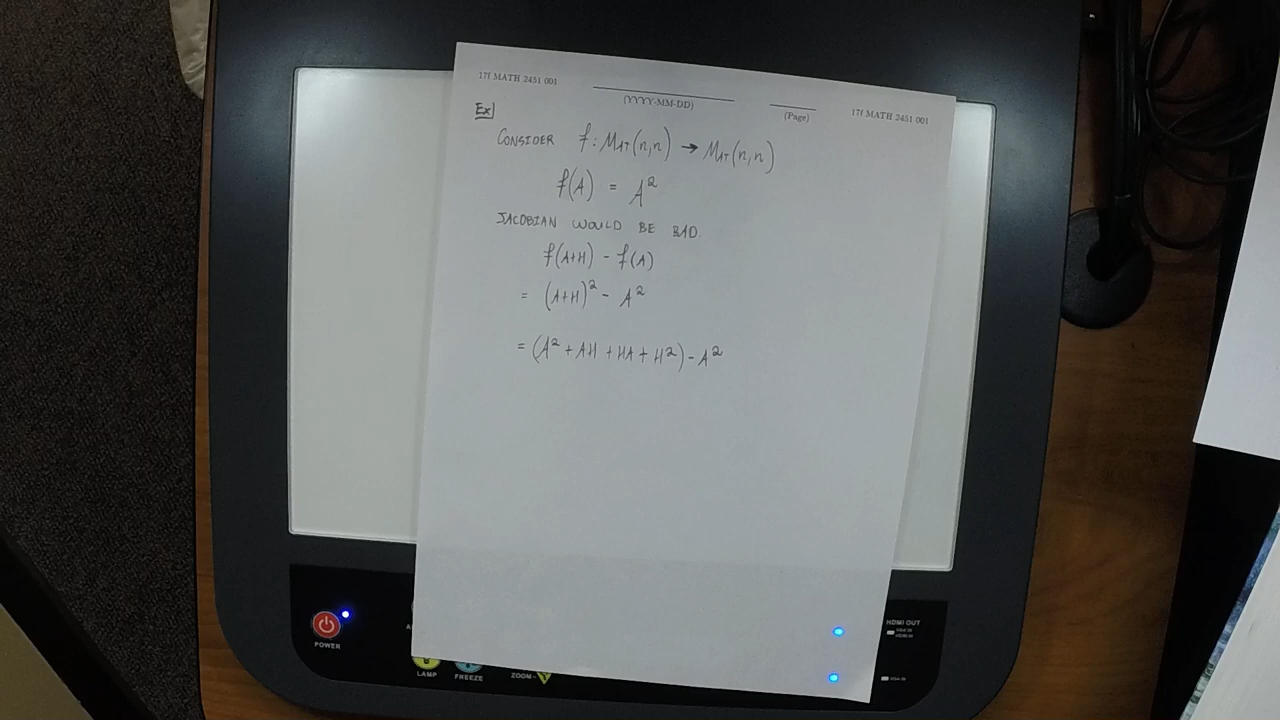 17f MATH 2451 001
(YYYY-MM-DD)
(Page)
17f MATH 2451 001
Ex
CONSIDER f : MAT(n,n) → MAT(n,n)
f(A) = A²
JACOBIAN WOULD BE BAD.
f(A+H) - f(A)
= (A+H)² - A²
= (A² + AH + HA + H²) - A²
POWER
LAMP
FREEZE
ZOOM-
HDMI OUT